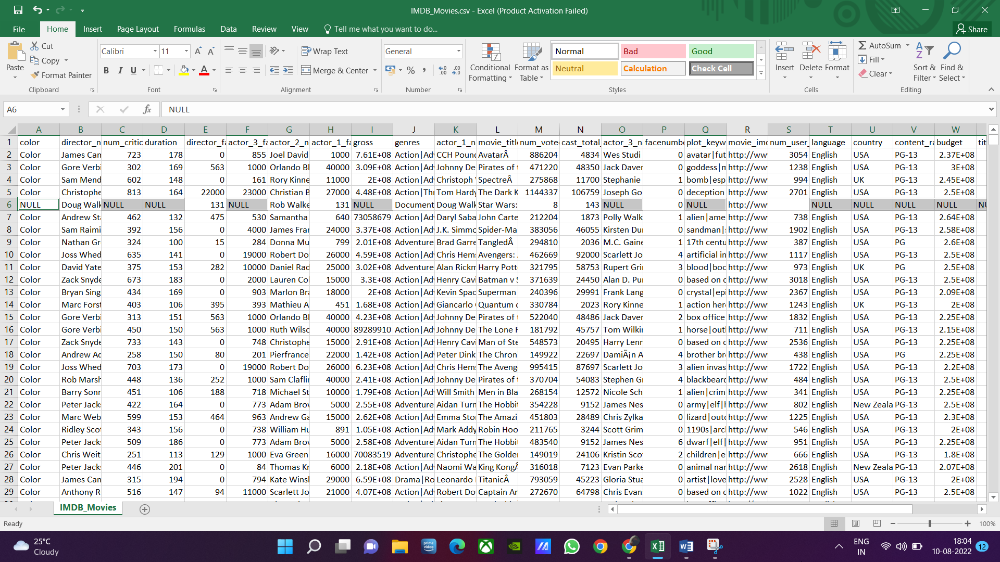 IMDB_Movies.csv - Excel (Product Activation Failed)
File Home Insert Page Layout Formulas Data Review View Tell me what you want to do... Share
Paste Cut Copy Format Painter Clipboard
Calibri 11 A A B I U A Font
Wrap Text Merge & Center Alignment
General % , .00 Number
Conditional Formatting Format as Table
Normal Bad Good
Neutral Calculation Check Cell
Styles
Insert Delete Format Cells
AutoSum Fill Clear Sort & Filter Find & Select Editing
A6 fx NULL
A B C D E F G H I J K L M N O P Q R S T U V W
1 color director_n num_critic duration director_fa actor_3_fa actor_2_n actor_1_fa gross genres actor_1_n movie_title num_voted cast_total_ actor_3_n facenumbe plot_keyw movie_imd num_user_ language country content_ra budget tit
2 Color James Can 723 178 0 855 Joel David 1000 7.61E+08 Action|Adv CCH Pound AvatarÂ 886204 4834 Wes Studi 0 avatar|fut http://ww 3054 English USA PG-13 2.37E+08
3 Color Gore Verbi 302 169 563 1000 Orlando Bl 40000 3.09E+08 Action|Adv Johnny De Pirates of t 471220 48350 Jack Daver 0 goddess|m http://ww 1238 English USA PG-13 3E+08
4 Color Sam Mend 602 148 0 161 Rory Kinne 11000 2E+08 Action|Adv Christoph SpectreÂ 275868 11700 Stephanie 1 bomb|esp http://ww 994 English UK PG-13 2.45E+08
5 Color Christophe 813 164 22000 23000 Christian B 27000 4.48E+08 Action|Thr Tom Hardy The Dark K 1144337 106759 Joseph Go 0 deception http://ww 2701 English USA PG-13 2.5E+08
6 NULL Doug Walk NULL NULL 131 NULL Rob Walke 131 NULL Document Doug Walk Star Wars: 8 143 NULL 0 NULL http://ww NULL NULL NULL NULL NU
7 Color Andrew Sta 462 132 475 530 Samantha 640 73058679 Action|Adv Daryl Saba John Carte 212204 1873 Polly Walk 1 alien|ame http://ww 738 English USA PG-13 2.64E+08
8 Color Sam Raimi 392 156 0 4000 James Fran 24000 3.37E+08 Action|Adv J.K. Simmo Spider-Ma 383056 46055 Kirsten Du 0 sandman|s http://ww 1902 English USA PG-13 2.58E+08
9 Color Nathan Gr 324 100 15 284 Donna Mu 799 2.01E+08 Adventure Brad Garre TangledÂ 294810 2036 M.C. Gaine 1 17th centu http://ww 387 English USA PG 2.6E+08
10 Color Joss Whed 635 141 0 19000 Robert Do 26000 4.59E+08 Action|Adv Chris Hems Avengers: 462669 92000 Scarlett Jo 4 artificial in http://ww 1117 English USA PG-13 2.5E+08
11 Color David Yate 375 153 282 10000 Daniel Rad 25000 3.02E+08 Adventure Alan Rickm Harry Pott 321795 58753 Rupert Gri 3 blood|boo http://ww 973 English UK PG 2.5E+08
12 Color Zack Snyde 673 183 0 2000 Lauren Col 15000 3.3E+08 Action|Adv Henry Cavi Batman v S 371639 24450 Alan D. Pu 0 based on c http://ww 3018 English USA PG-13 2.5E+08
13 Color Bryan Sing 434 169 0 903 Marlon Bra 18000 2E+08 Action|Adv Kevin Spac Superman 240396 29991 Frank Lang 0 crystal|epi http://ww 2367 English USA PG-13 2.09E+08
14 Color Marc Forst 403 106 395 393 Mathieu A 451 1.68E+08 Action|Adv Giancarlo Quantum o 330784 2023 Rory Kinne 1 action her http://ww 1243 English UK PG-13 2E+08
15 Color Gore Verbi 313 151 563 1000 Orlando Bl 40000 4.23E+08 Action|Adv Johnny De Pirates of t 522040 48486 Jack Daver 2 box office http://ww 1832 English USA PG-13 2.25E+08
16 Color Gore Verbi 450 150 563 1000 Ruth Wilso 40000 89289910 Action|Adv Johnny De The Lone R 181792 45757 Tom Wilki 1 horse|out http://ww 711 English USA PG-13 2.15E+08
17 Color Zack Snyde 733 143 0 748 Christophe 15000 2.91E+08 Action|Adv Henry Cavi Man of Ste 548573 20495 Harry Lenn 0 based on c http://ww 2536 English USA PG-13 2.25E+08
18 Color Andrew Ad 258 150 80 201 Pierfrance 22000 1.42E+08 Action|Adv Peter Dink The Chron 149922 22697 DamiÃ¡n A 4 brother br http://ww 438 English USA PG 2.25E+08
19 Color Joss Whed 703 173 0 19000 Robert Do 26000 6.23E+08 Action|Adv Chris Hems The Aveng 995415 87697 Scarlett Jo 3 alien invas http://ww 1722 English USA PG-13 2.2E+08
20 Color Rob Marsh 448 136 252 1000 Sam Claflin 40000 2.41E+08 Action|Adv Johnny De Pirates of t 370704 54083 Stephen G 4 blackbeard http://ww 484 English USA PG-13 2.5E+08
21 Color Barry Sonn 451 106 188 718 Michael St 10000 1.79E+08 Action|Adv Will Smith Men in Bla 268154 12572 Nicole Sch 1 alien|crim http://ww 341 English USA PG-13 2.25E+08
22 Color Peter Jacks 422 164 0 773 Adam Brov 5000 2.55E+08 Adventure Aidan Turn The Hobbit 354228 9152 James Nes 0 army|elf|h http://ww 802 English New Zeala PG-13 2.5E+08
23 Color Marc Web 599 153 464 963 Andrew Ga 15000 2.62E+08 Action|Adv Emma Sto The Amazi 451803 28489 Chris Zylka 0 lizard|outc http://ww 1225 English USA PG-13 2.3E+08
24 Color Ridley Scot 343 156 0 738 William Hu 891 1.05E+08 Action|Adv Mark Addy Robin Hoo 211765 3244 Scott Grim 0 1190s|arc http://ww 546 English USA PG-13 2E+08
25 Color Peter Jacks 509 186 0 773 Adam Brov 5000 2.58E+08 Adventure Aidan Turn The Hobbit 483540 9152 James Nes 6 dwarf|elf| http://ww 951 English USA PG-13 2.25E+08
26 Color Chris Weit 251 113 129 1000 Eva Green 16000 70083519 Adventure Christophe The Golde 149019 24106 Kristin Sco 2 children|e http://ww 666 English USA PG-13 1.8E+08
27 Color Peter Jacks 446 201 0 84 Thomas Kr 6000 2.18E+08 Action|Adv Naomi Wa King KongÂ 316018 7123 Evan Parke 0 animal nar http://ww 2618 English New Zeala PG-13 2.07E+08
28 Color James Can 315 194 0 794 Kate Winsl 29000 6.59E+08 Drama|Ro Leonardo TitanicÂ 793059 45223 Gloria Stua 0 artist|love http://ww 2528 English USA PG-13 2E+08
29 Color Anthony R 516 147 94 11000 Scarlett Jo 21000 4.07E+08 Action|Adv Robert Do Captain Am 272670 64798 Chris Evan 0 based on c http://ww 1022 English USA PG-13 2.5E+08
IMDB_Movies
Ready 100%
25°C
Cloudy
prime video
ENG
IN
18:04
10-08-2022
12